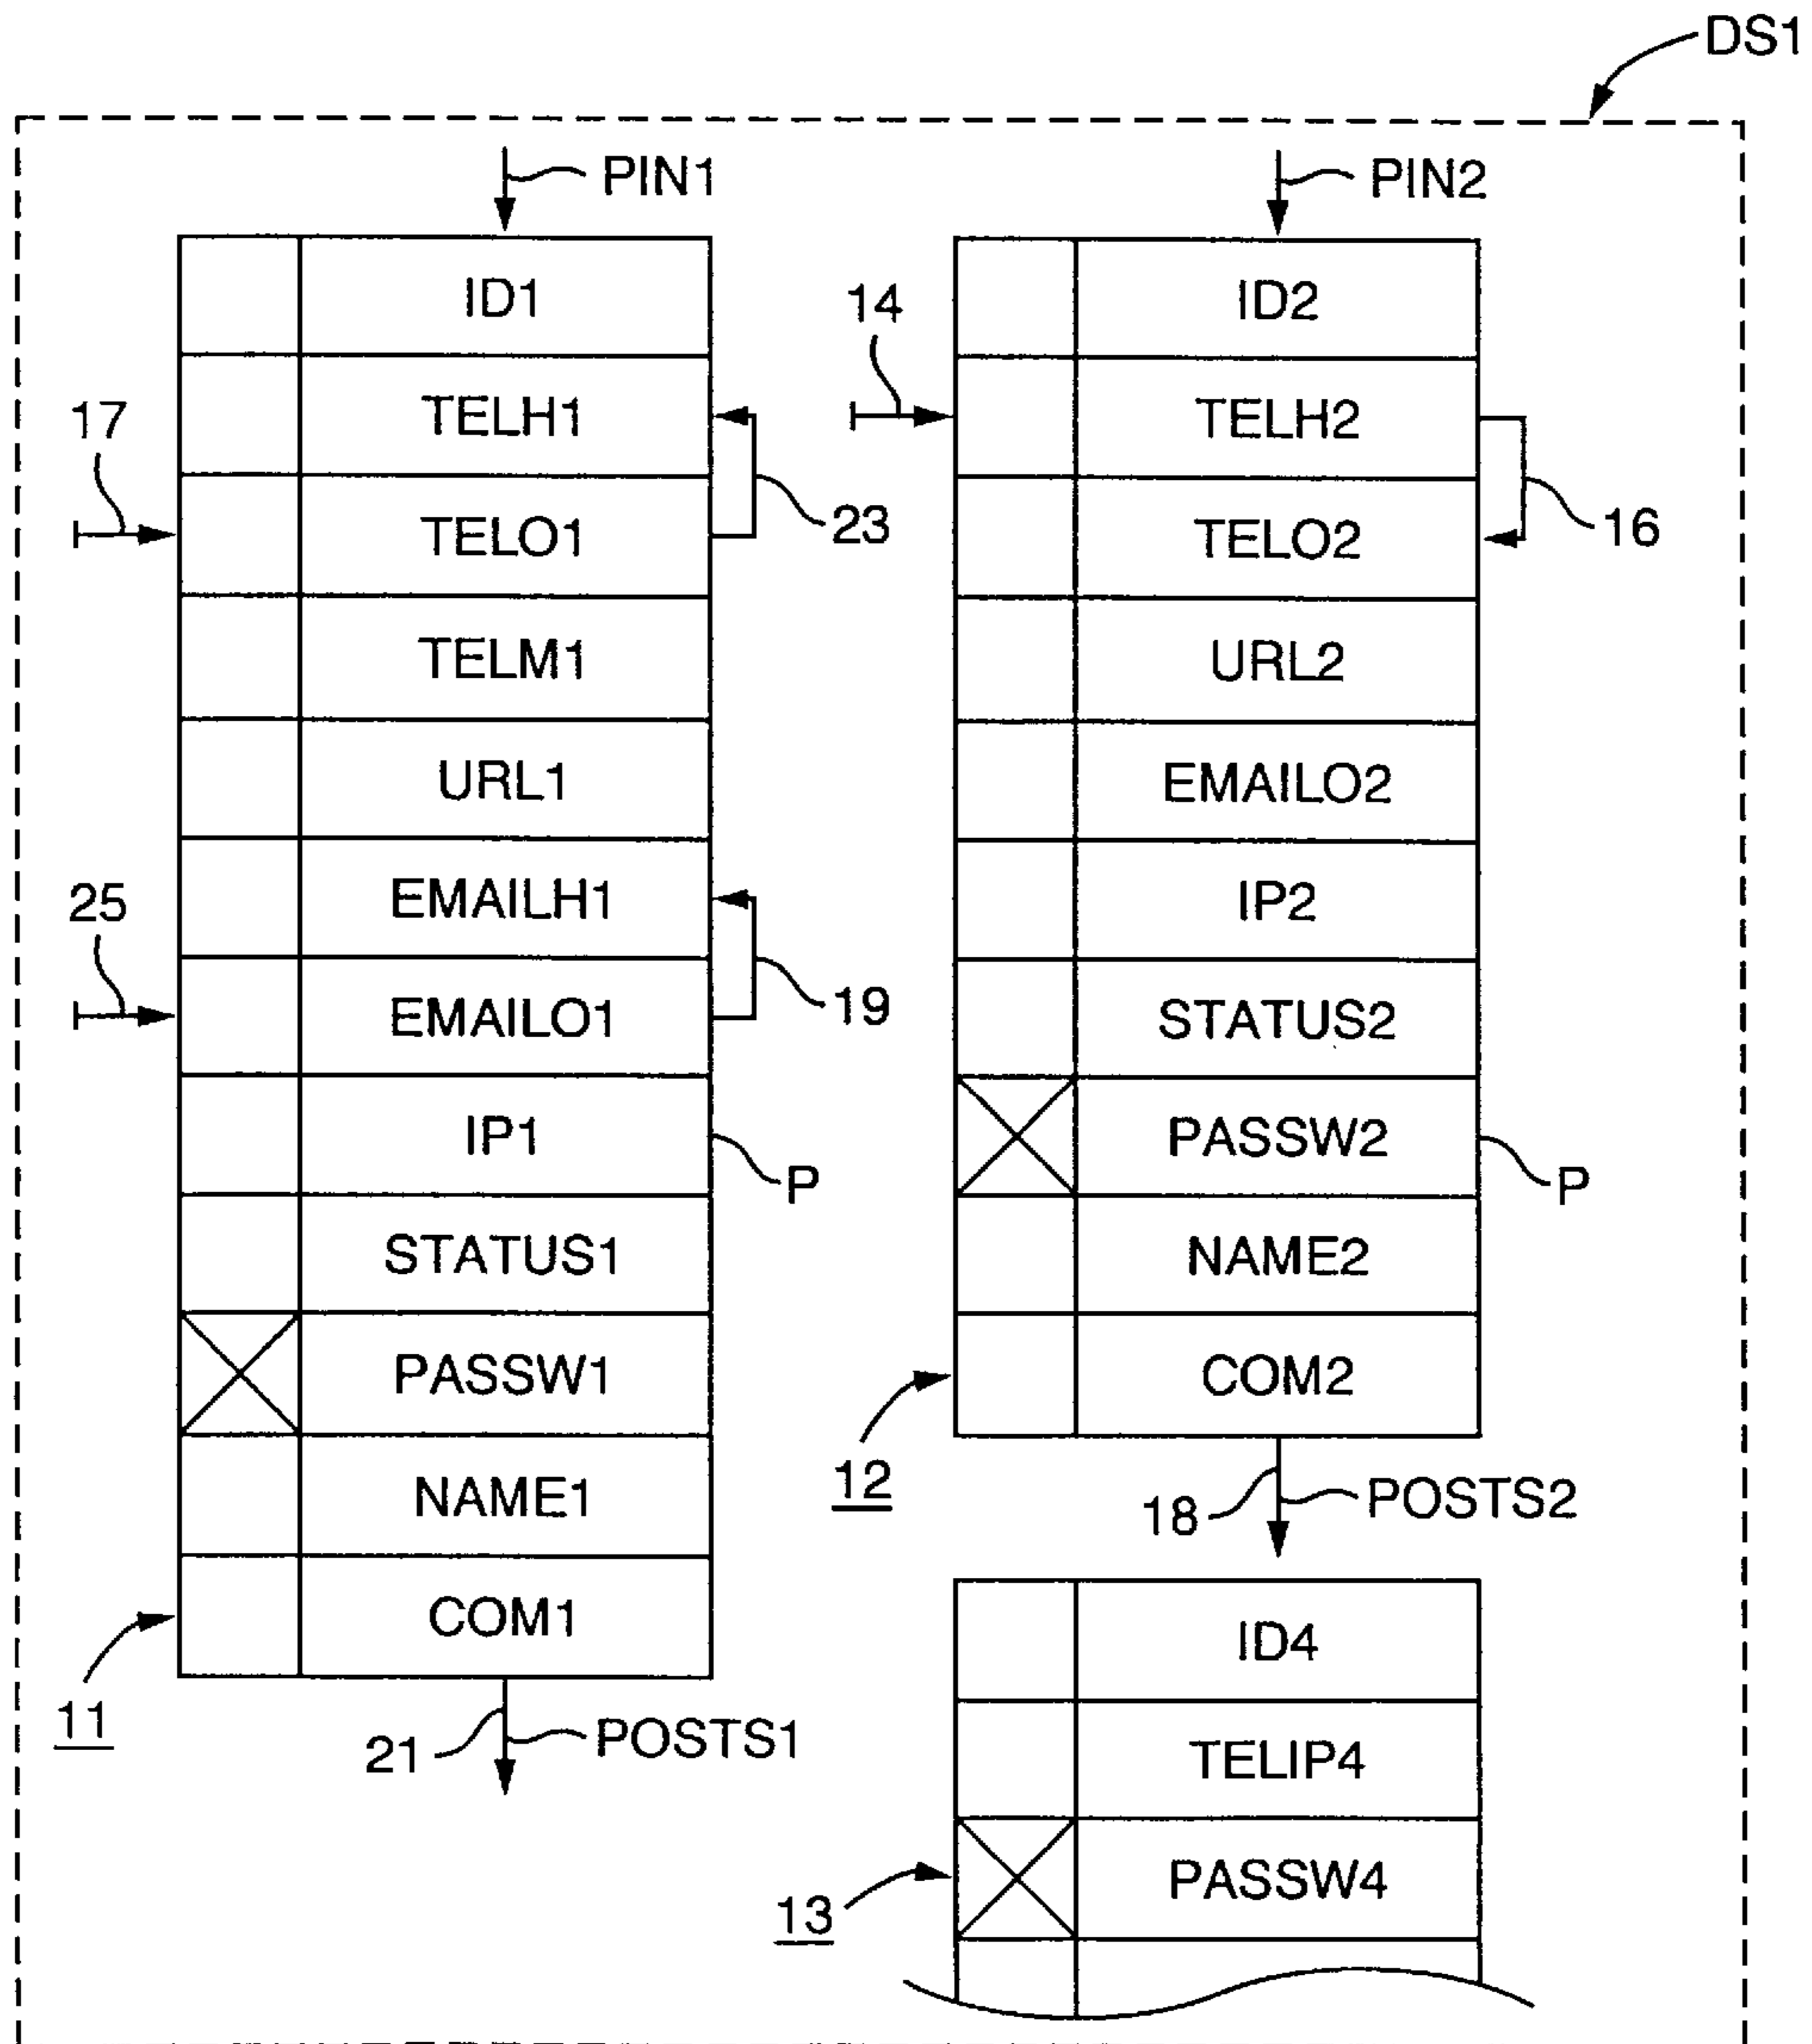 DS1
PIN1
PIN2
ID1
TELH1
TELO1
TELM1
URL1
EMAILH1
EMAILO1
IP1
STATUS1
PASSW1
NAME1
COM1
17
23
25
19
P
11
21
POSTS1
14
ID2
TELH2
TELO2
URL2
EMAILO2
IP2
STATUS2
PASSW2
NAME2
COM2
16
P
12
18
POSTS2
ID4
TELIP4
PASSW4
13